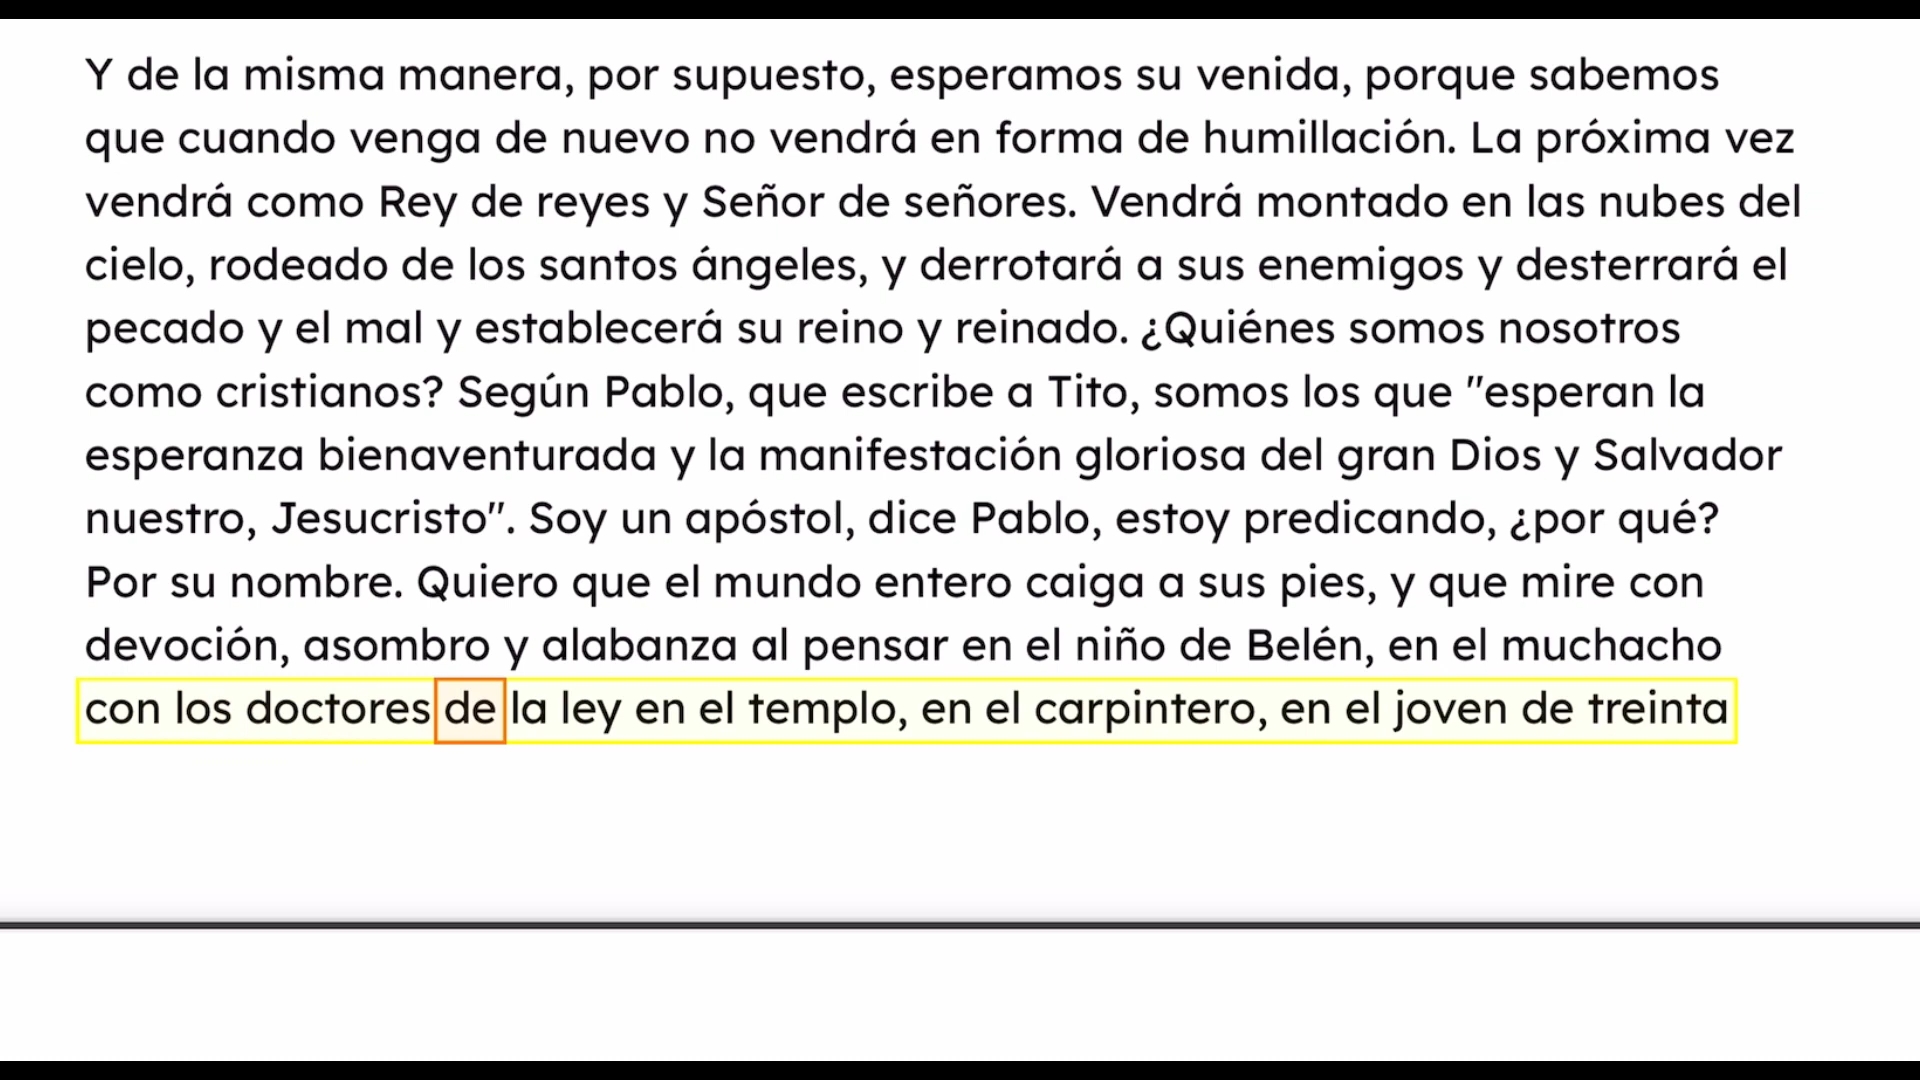 Y de la misma manera, por supuesto, esperamos su venida, porque sabemos
que cuando venga de nuevo no vendrá en forma de humillación. La próxima vez
vendrá como Rey de reyes y Señor de señores. Vendrá montado en las nubes del
cielo, rodeado de los santos ángeles, y derrotará a sus enemigos y desterrará el
pecado y el mal y establecerá su reino y reinado. ¿Quiénes somos nosotros
como cristianos? Según Pablo, que escribe a Tito, somos los que "esperan la
esperanza bienaventurada y la manifestación gloriosa del gran Dios y Salvador
nuestro, Jesucristo". Soy un apóstol, dice Pablo, estoy predicando, ¿por qué?
Por su nombre. Quiero que el mundo entero caiga a sus pies, y que mire con
devoción, asombro y alabanza al pensar en el niño de Belén, en el muchacho
con los doctores de la ley en el templo, en el carpintero, en el joven de treinta